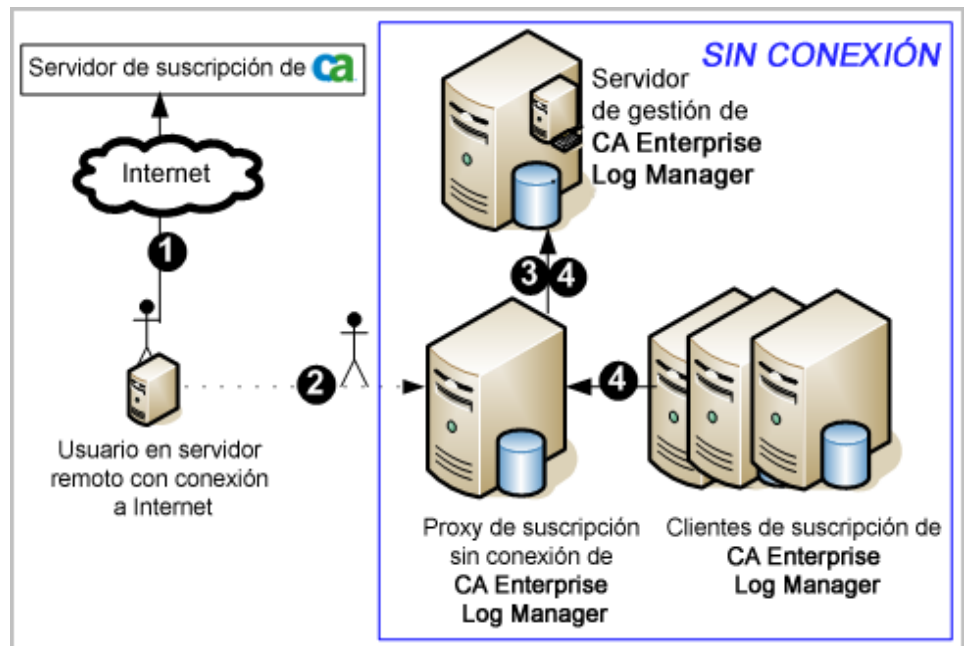 SIN CONEXIÓN
Servidor de suscripción de ca
Servidor
de gestión de
CA Enterprise
Log Manager
Internet
1
3 4
2
4
Usuario en servidor
remoto con conexión
a Internet
Proxy de suscripción
sin conexión de
CA Enterprise
Log Manager
Clientes de suscripción de
CA Enterprise
Log Manager